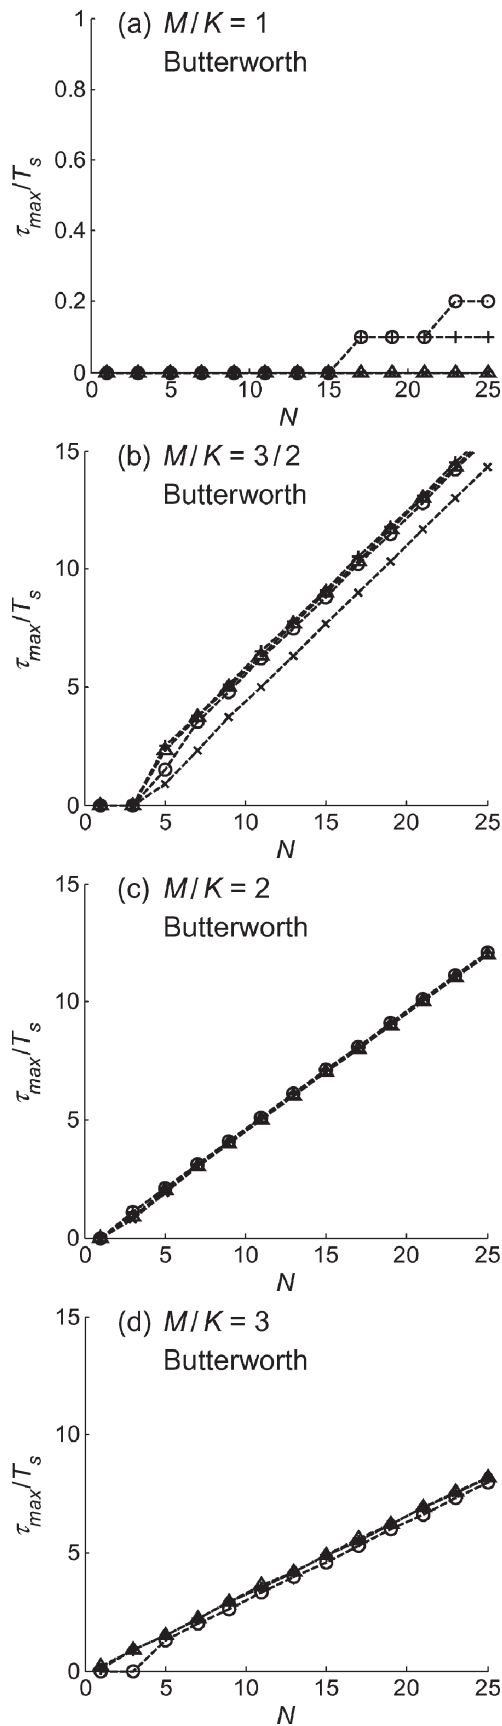 (a) M/K = 1
Butterworth
1
0.8
0.6
0.4
0.2
0
τmax/Ts
0 5 10 15 20 25
N
(b) M/K = 3/2
Butterworth
15
10
5
0
τmax/Ts
0 5 10 15 20 25
N
(c) M/K = 2
Butterworth
15
10
5
0
τmax/Ts
0 5 10 15 20 25
N
(d) M/K = 3
Butterworth
15
10
5
0
τmax/Ts
0 5 10 15 20 25
N